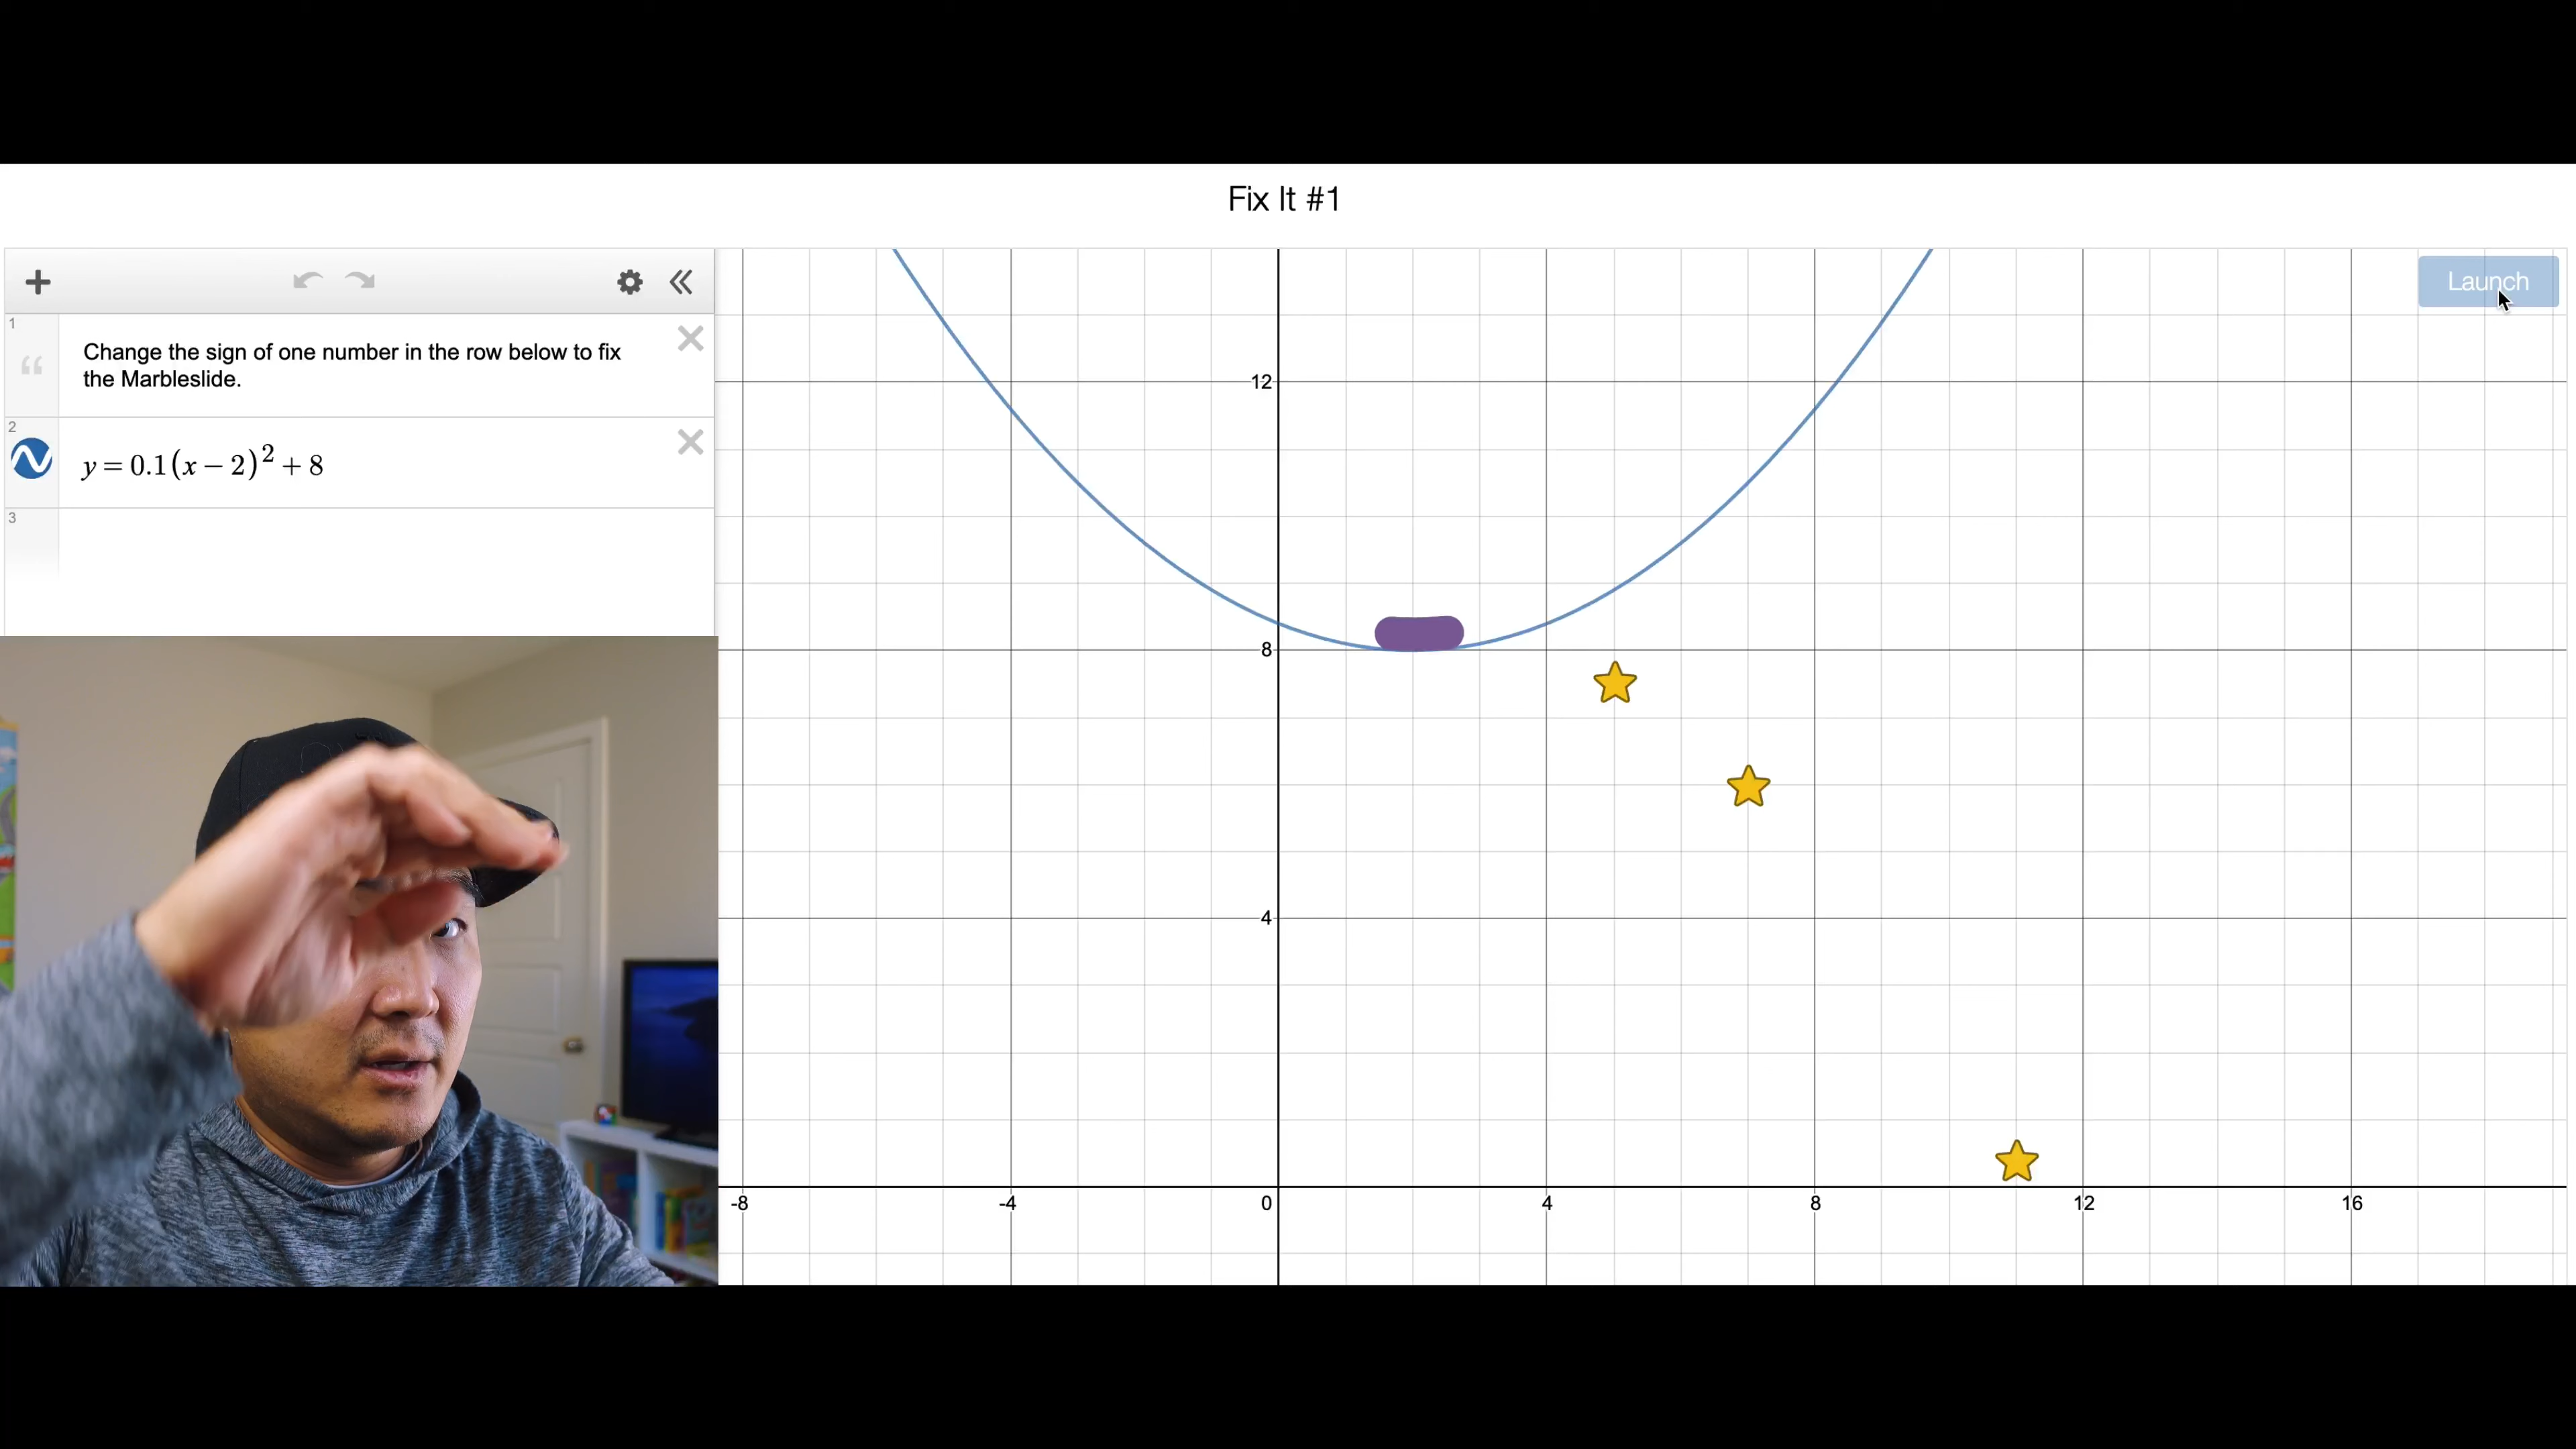 Fix It #1
Launch
1
“
Change the sign of one number in the row below to fix
the Marbleslide.
2
y = 0.1(x − 2)² + 8
3
12
8
4
-8
-4
0
4
8
12
16